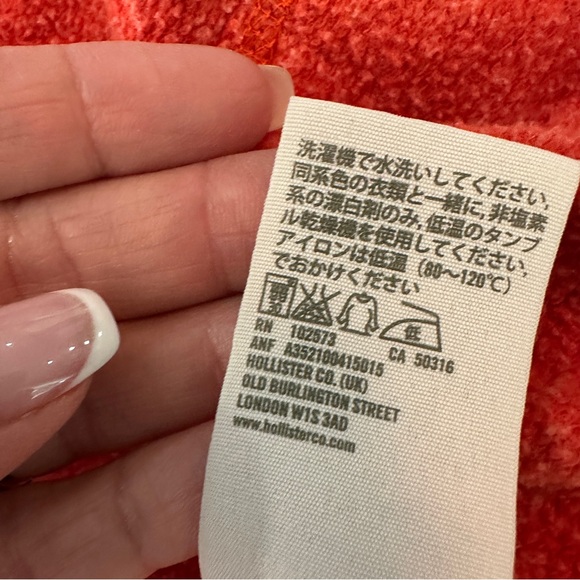 洗濯機で水洗いしてください.
同系色の衣類と一緒に, 非塩素
系の漂白剤のみ, 低温のタンブ
ル乾燥機を使用してください.
アイロンは低温 (80～120℃)
でおかけください
低
RN 102573 CA 50316
ANF A352100415015
HOLLISTER CO. (UK)
OLD BURLINGTON STREET
LONDON W1S 3AD
www.hollisterco.com